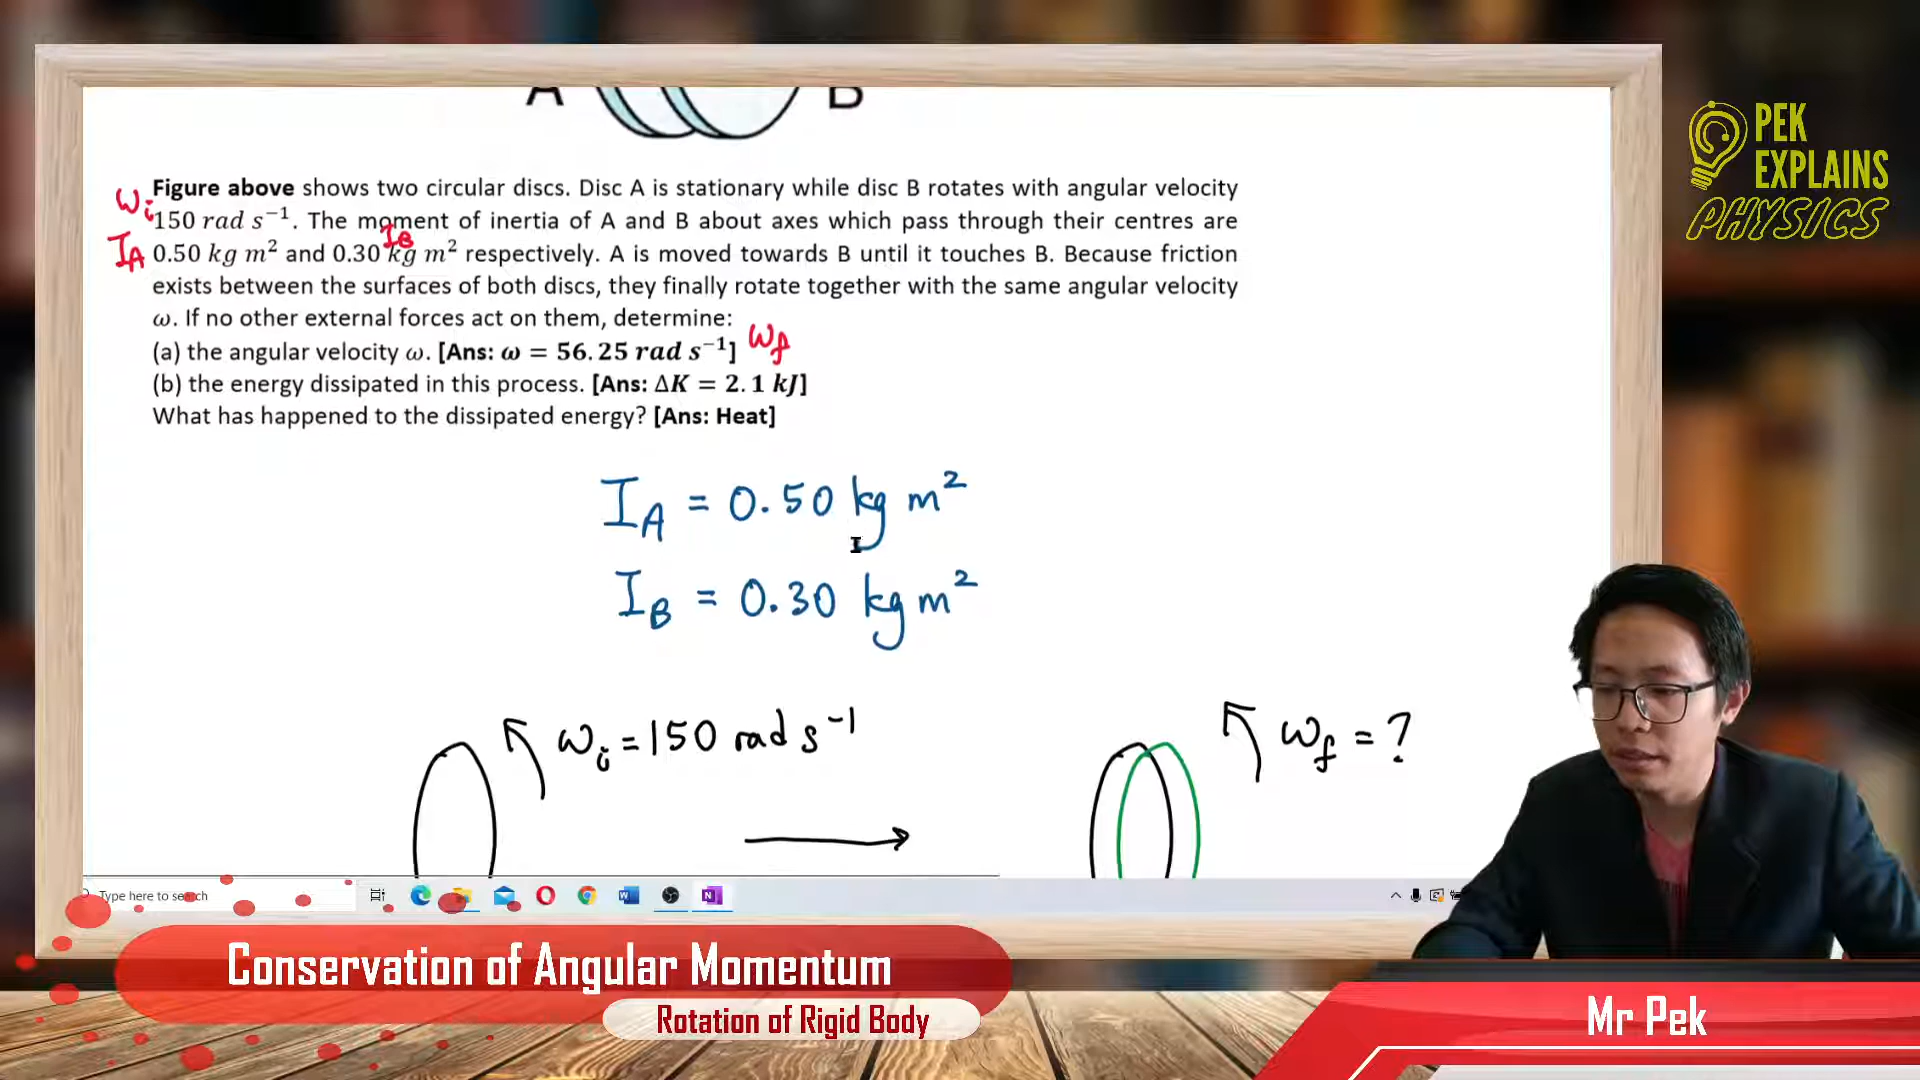 A B
Figure above shows two circular discs. Disc A is stationary while disc B rotates with angular velocity
ωi
150 rad s⁻¹. The moment of inertia of A and B about axes which pass through their centres are
IA IB
0.50 kg m² and 0.30 kg m² respectively. A is moved towards B until it touches B. Because friction
exists between the surfaces of both discs, they finally rotate together with the same angular velocity
ω. If no other external forces act on them, determine:
(a) the angular velocity ω. [Ans: ω = 56.25 rad s⁻¹] ωf
(b) the energy dissipated in this process. [Ans: ΔK = 2.1 kJ]
What has happened to the dissipated energy? [Ans: Heat]
IA = 0.50 kg m²
IB = 0.30 kg m²
ωi = 150 rad s⁻¹
ωf = ?
PEK
EXPLAINS
PHYSICS
Type here to search
Conservation of Angular Momentum
Rotation of Rigid Body
Mr Pek